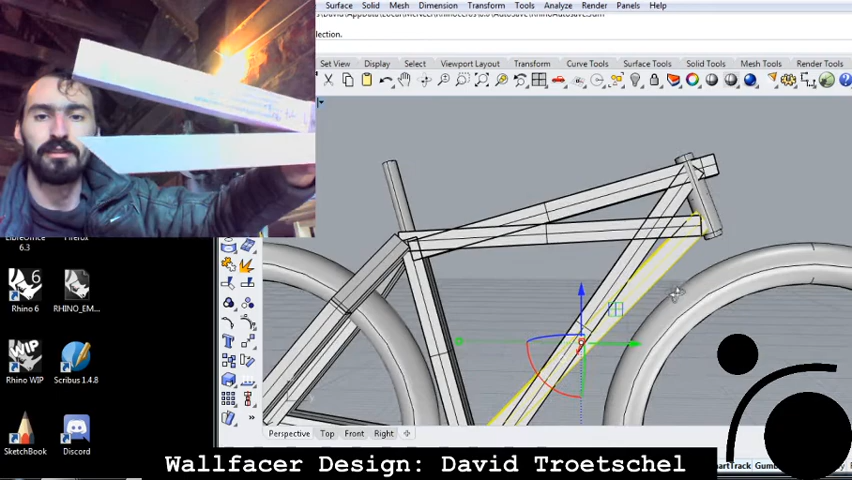 Surface Solid Mesh Dimension Transform Tools Analyze Render Panels Help
lection.
Set View Display Select Viewport Layout Transform Curve Tools Surface Tools Solid Tools Mesh Tools Render Tools
LibreOffice 6.3
Rhino 6 RHINO_EM...
Rhino WIP Scribus 1.4.8
SketchBook Discord
Perspective Top Front Right
martTrack Gum
Wallfacer Design: David Troetschel